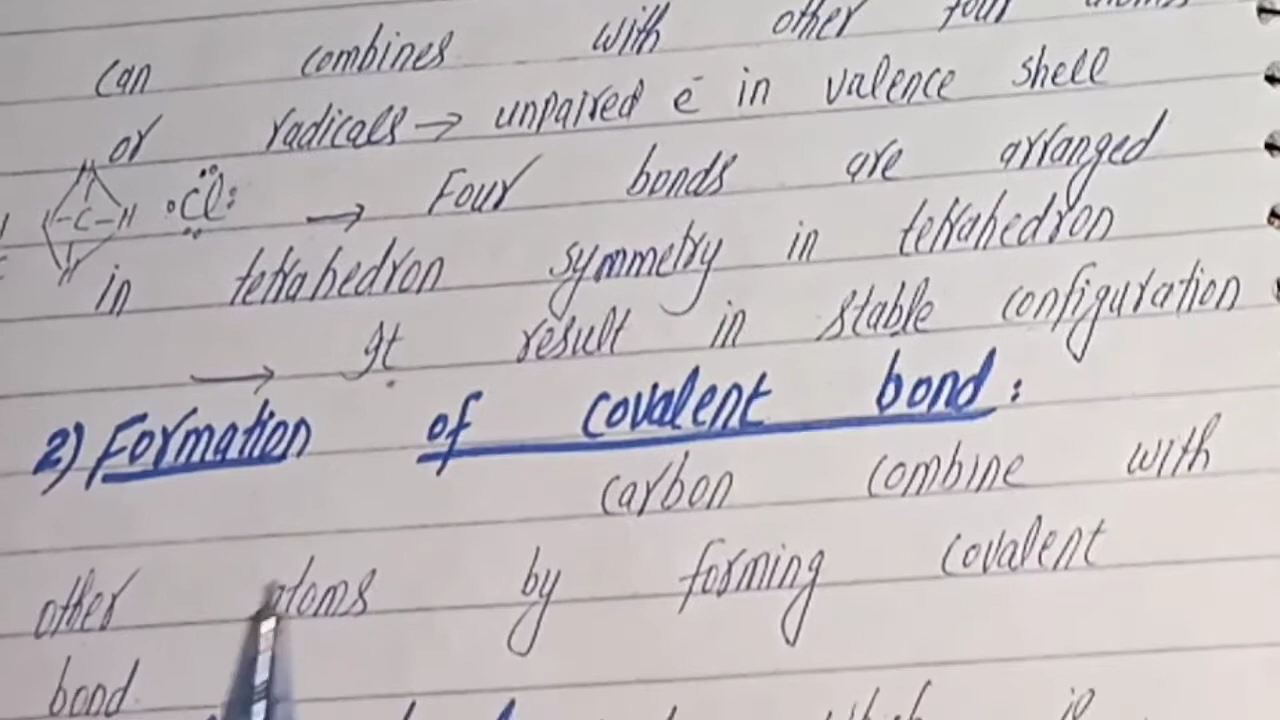 can combines with other four atoms
or radicals → unpaired e⁻ in valence shell
H
-C-H •Cl: → Four bonds are arranged
H
in tetrahedron symmetry in tetrahedron
→ It result in stable configuration
2) Formation of covalent bond:
carbon combine with
other atoms by forming covalent
bond